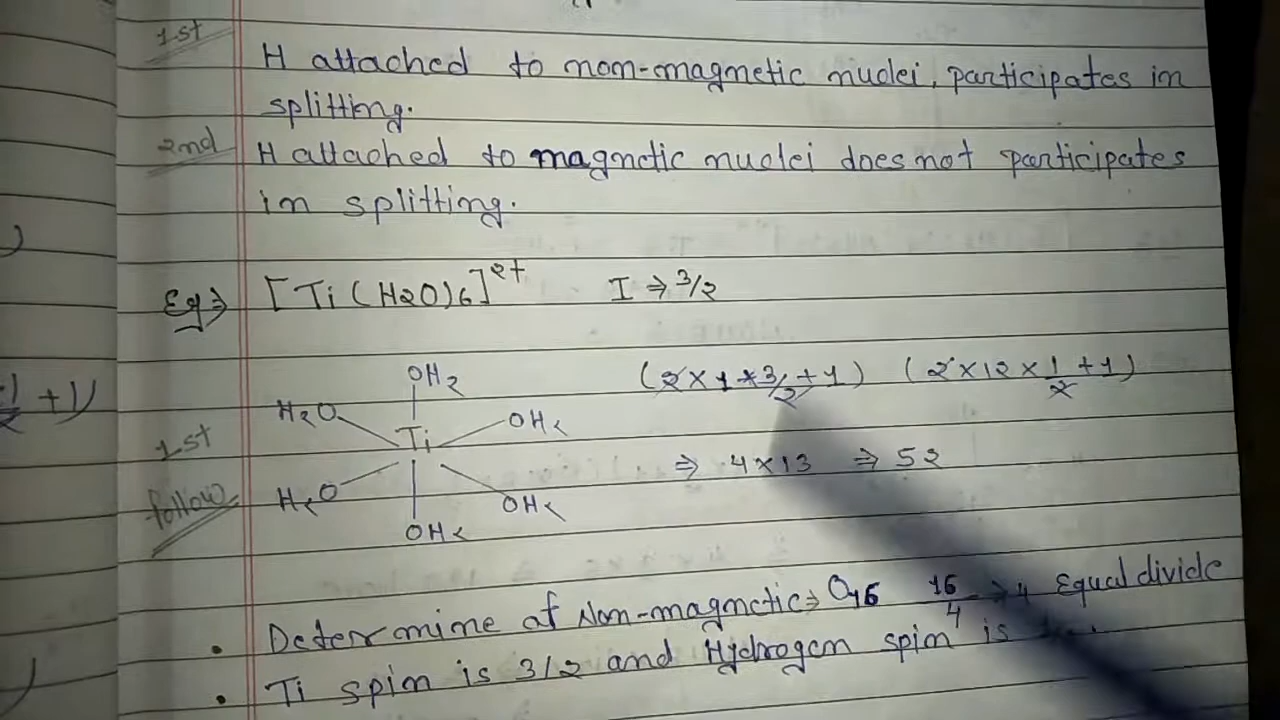 1st
H attached to non-magnetic nuclei, participates in
splitting.
2nd H attached to magnetic nuclei does not participates
in splitting.
Eg⇒ [Ti(H2O)6]2+ I ⇒ 3/2
1/2 + 1)
OH2
(2×1×3/2+1) (2×12×1/2+1)
H2O OH2
Ti
1st
⇒ 4×13 ⇒ 52
follow H2O OH2
OH2
• Determine of Non-magnetic⇒ O16 16/4 ⇒ 4 Equal divide
• Ti spin is 3/2 and Hydrogen spin is